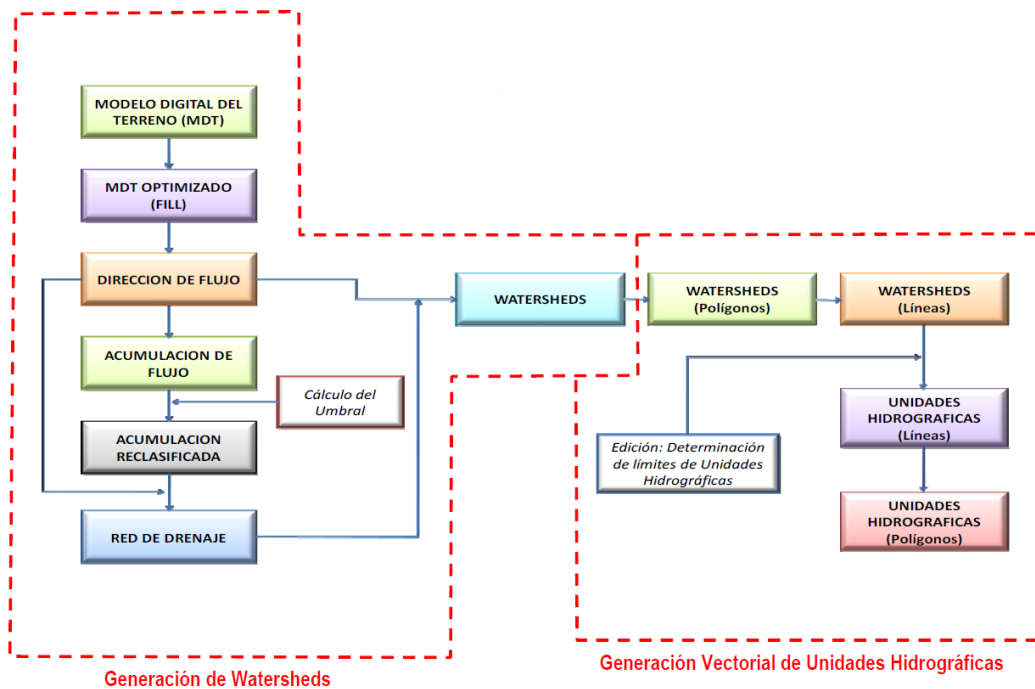 MODELO DIGITAL DEL
TERRENO (MDT)
MDT OPTIMIZADO
(FILL)
DIRECCION DE FLUJO
ACUMULACION DE
FLUJO
Cálculo del
Umbral
ACUMULACION
RECLASIFICADA
RED DE DRENAJE
WATERSHEDS
WATERSHEDS
(Polígonos)
WATERSHEDS
(Líneas)
Edición: Determinación
de límites de Unidades
Hidrográficas
UNIDADES
HIDROGRAFICAS
(Líneas)
UNIDADES
HIDROGRAFICAS
(Polígonos)
Generación de Watersheds
Generación Vectorial de Unidades Hidrográficas